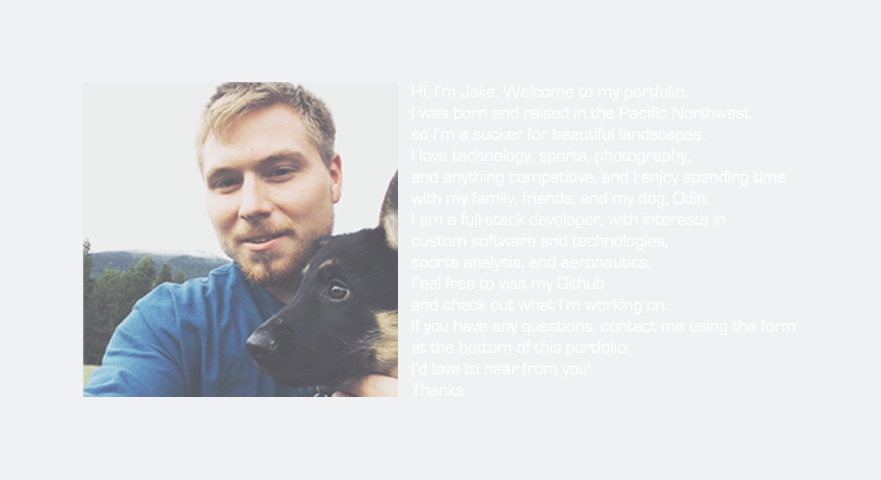 Hi, I'm Jake. Welcome to my portfolio.
I was born and raised in the Pacific Northwest,
so I'm a sucker for beautiful landscapes.
I love technology, sports, photography,
and anything competitive, and I enjoy spending time
with my family, friends, and my dog, Odin.
I am a full-stack developer, with interests in
custom software and technologies,
sports analysis, and aeronautics.
Feel free to visit my Github
and check out what I'm working on.
If you have any questions, contact me using the form
at the bottom of this portfolio;
I'd love to hear from you!
Thanks